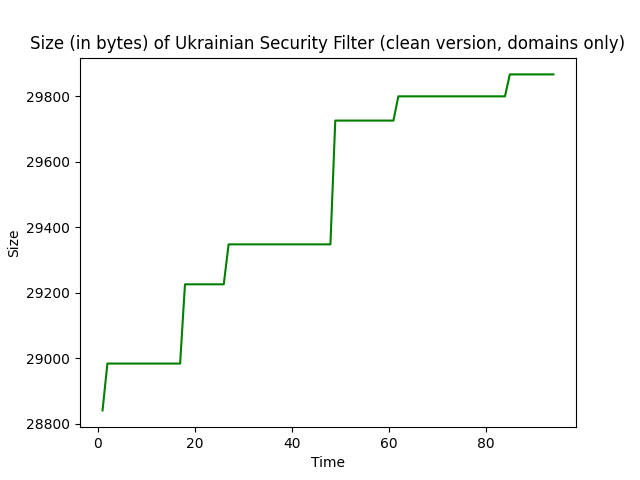 Size (in bytes) of Ukrainian Security Filter (clean version, domains only)
29800
29600
29400
29200
29000
28800
Size
0 20 40 60 80
Time